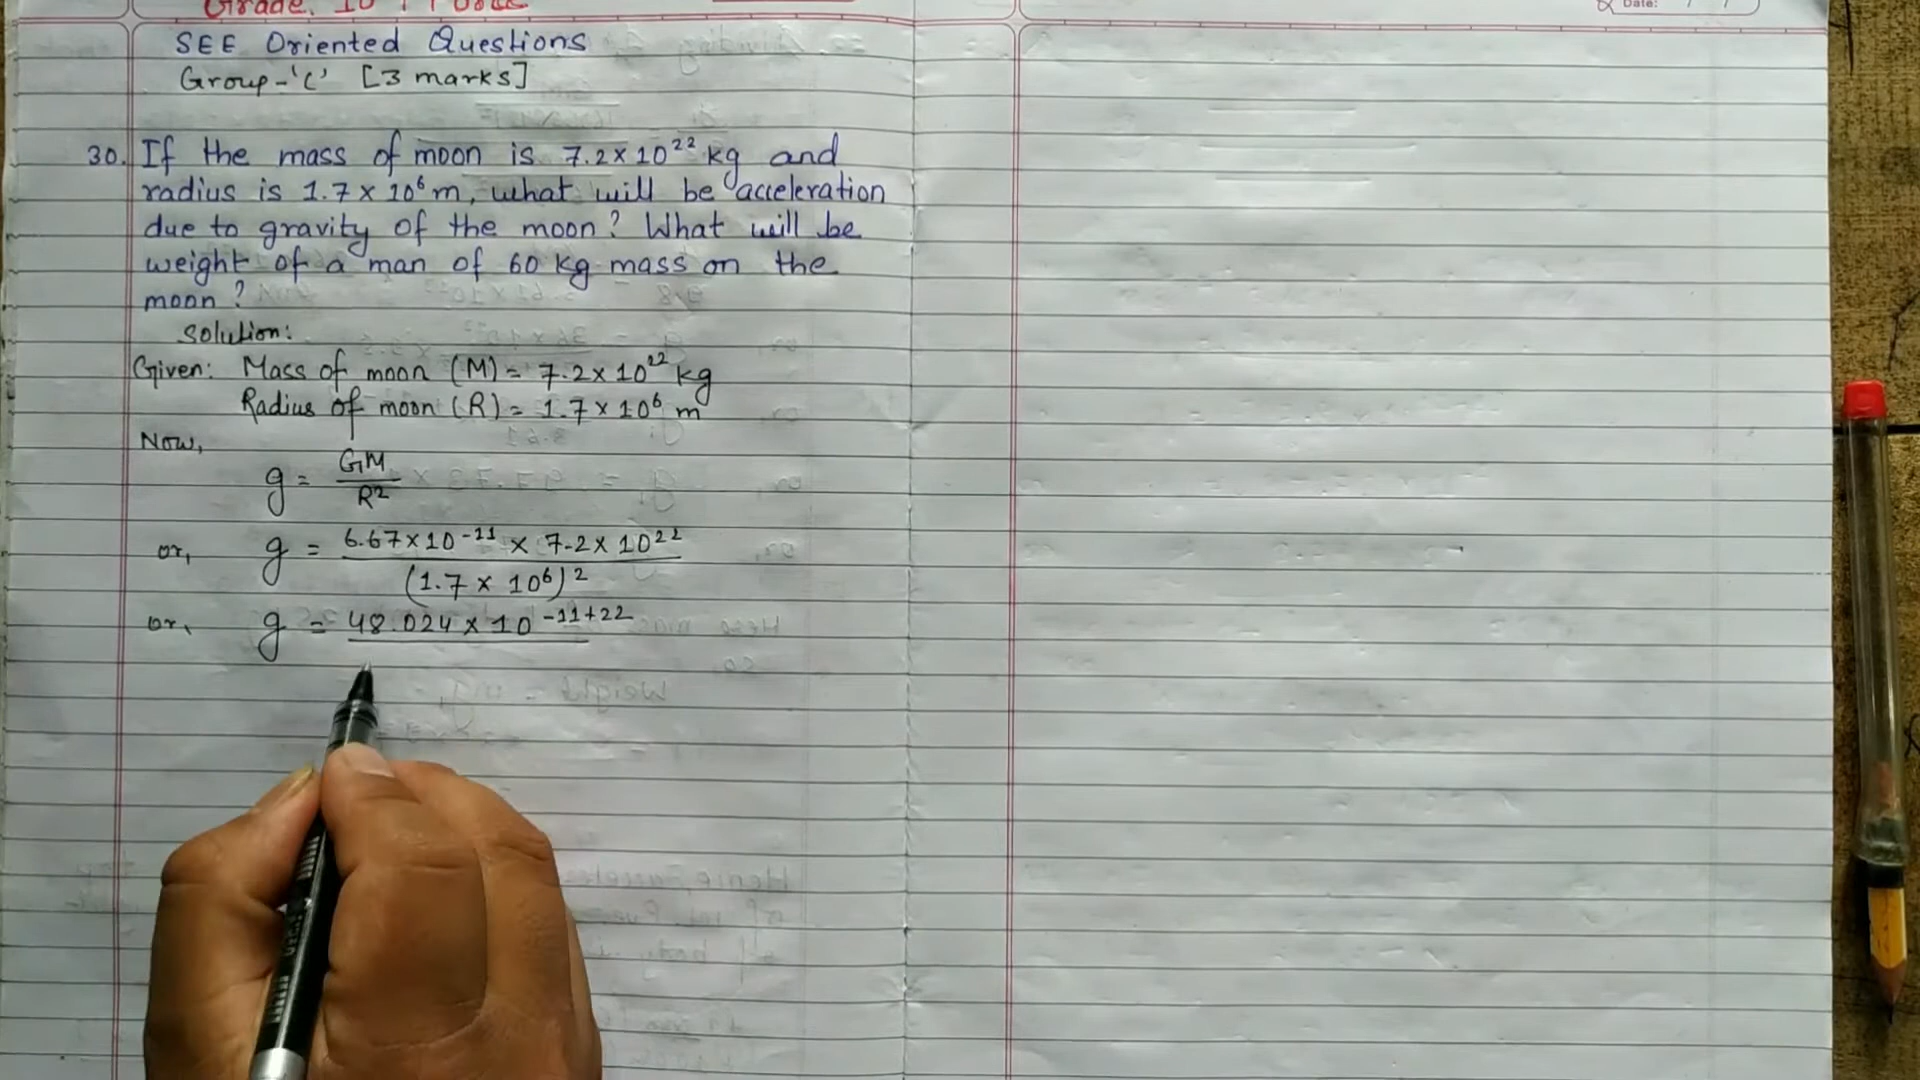 Grade: 10 : Force
Date: / /
SEE Oriented Questions
Group-'C' [3 marks]
30. If the mass of moon is 7.2 × 10²² kg and
radius is 1.7 × 10⁶ m, what will be acceleration
due to gravity of the moon? What will be
weight of a man of 60 kg mass on the
moon ?
Solution:
Given: Mass of moon (M) = 7.2 × 10²² kg
Radius of moon (R) = 1.7 × 10⁶ m
Now,
g = GM / R²
or, g = 6.67 × 10⁻¹¹ × 7.2 × 10²² / (1.7 × 10⁶)²
or, g = 48.024 × 10⁻¹¹⁺²²